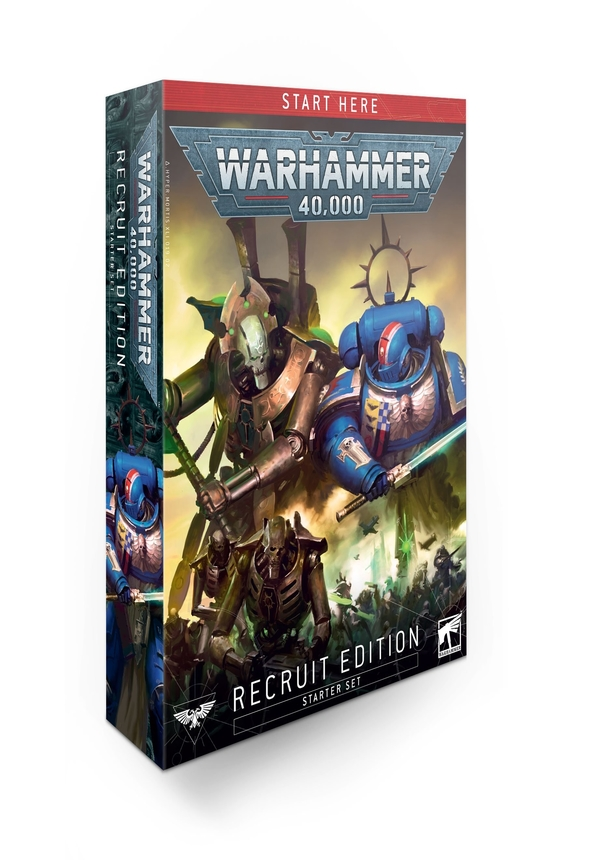 START HERE
WARHAMMER
40,000
RECRUIT EDITION
STARTER SET
WARHAMMER
40,000
RECRUIT EDITION
STARTER SET